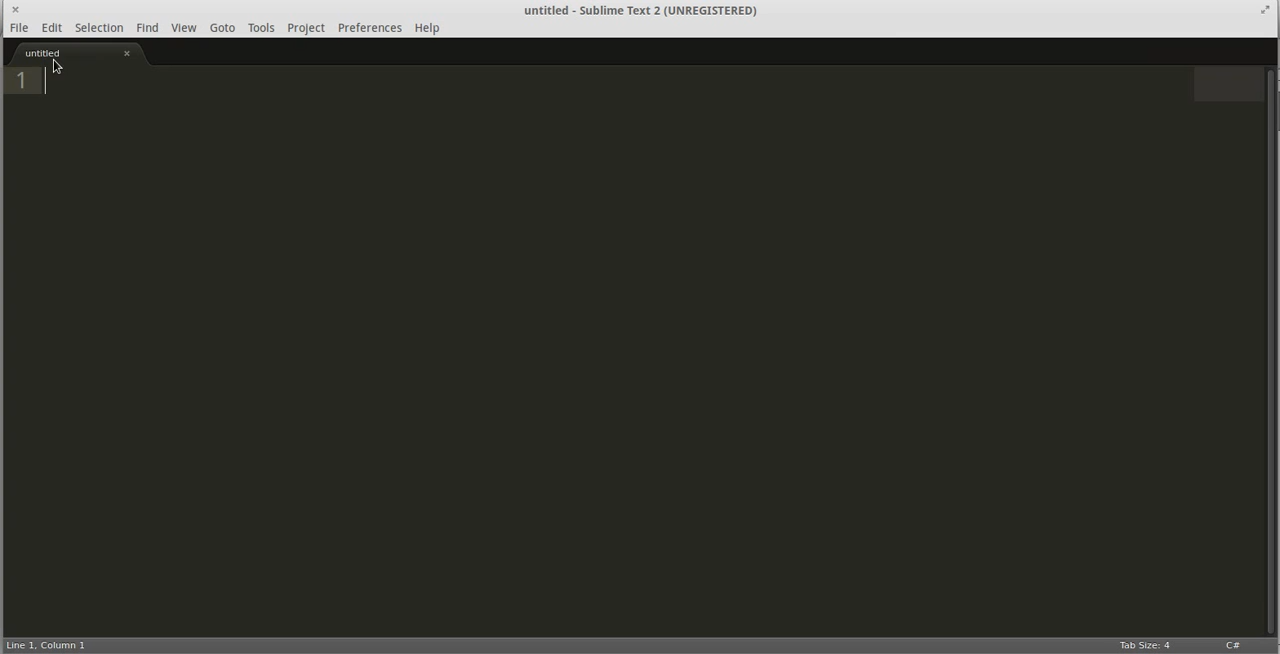 untitled - Sublime Text 2 (UNREGISTERED)
File Edit Selection Find View Goto Tools Project Preferences Help
untitled
1
Line 1, Column 1 Tab Size: 4 C#